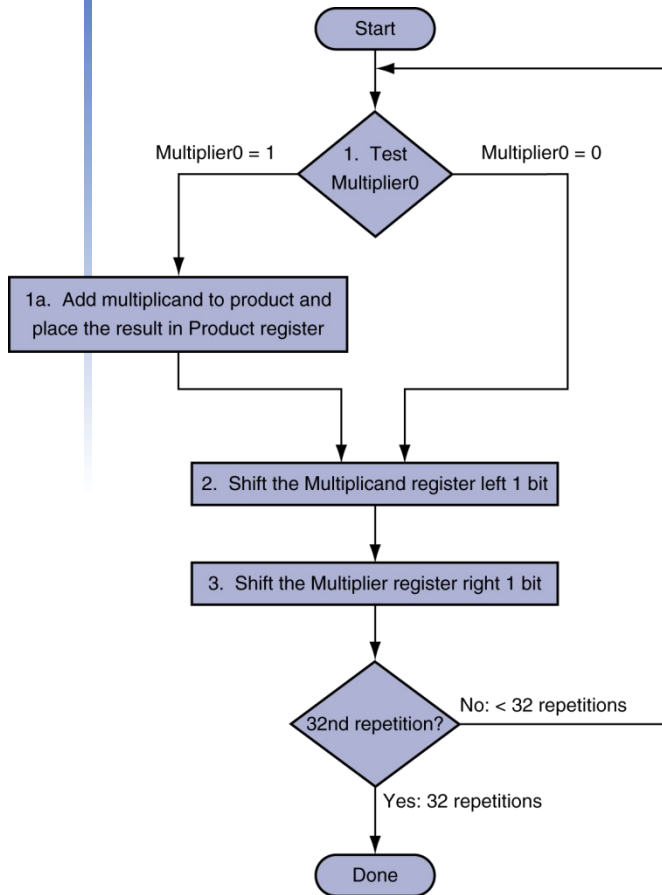 Start
Multiplier0 = 1
1. Test
Multiplier0
Multiplier0 = 0
1a. Add multiplicand to product and
place the result in Product register
2. Shift the Multiplicand register left 1 bit
3. Shift the Multiplier register right 1 bit
32nd repetition?
No: < 32 repetitions
Yes: 32 repetitions
Done